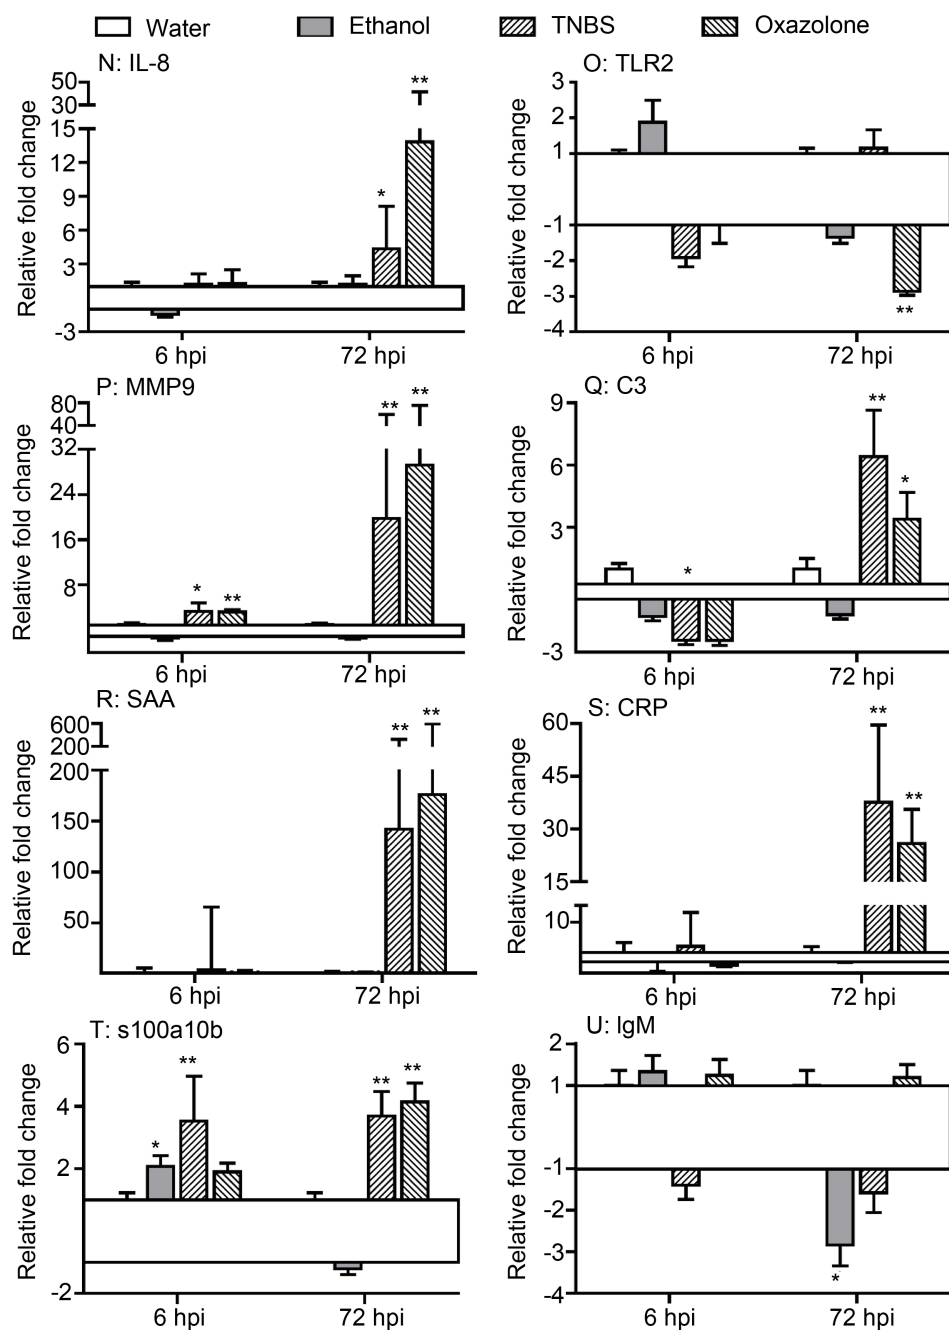 Water Ethanol TNBS Oxazolone
N: IL-8
Relative fold change
50
30
15
12
9
6
3
-3
* **
6 hpi 72 hpi
O: TLR2
Relative fold change
3
2
1
-1
-2
-3
-4
**
6 hpi 72 hpi
P: MMP9
Relative fold change
80
40
32
24
16
8
* ** ** **
6 hpi 72 hpi
Q: C3
Relative fold change
9
6
3
-3
* ** *
6 hpi 72 hpi
R: SAA
Relative fold change
600
200
200
150
100
50
** **
6 hpi 72 hpi
S: CRP
Relative fold change
60
45
30
15
10
** **
6 hpi 72 hpi
T: s100a10b
Relative fold change
6
4
2
-2
* ** ** **
6 hpi 72 hpi
U: IgM
Relative fold change
2
1
-1
-2
-3
-4
*
6 hpi 72 hpi